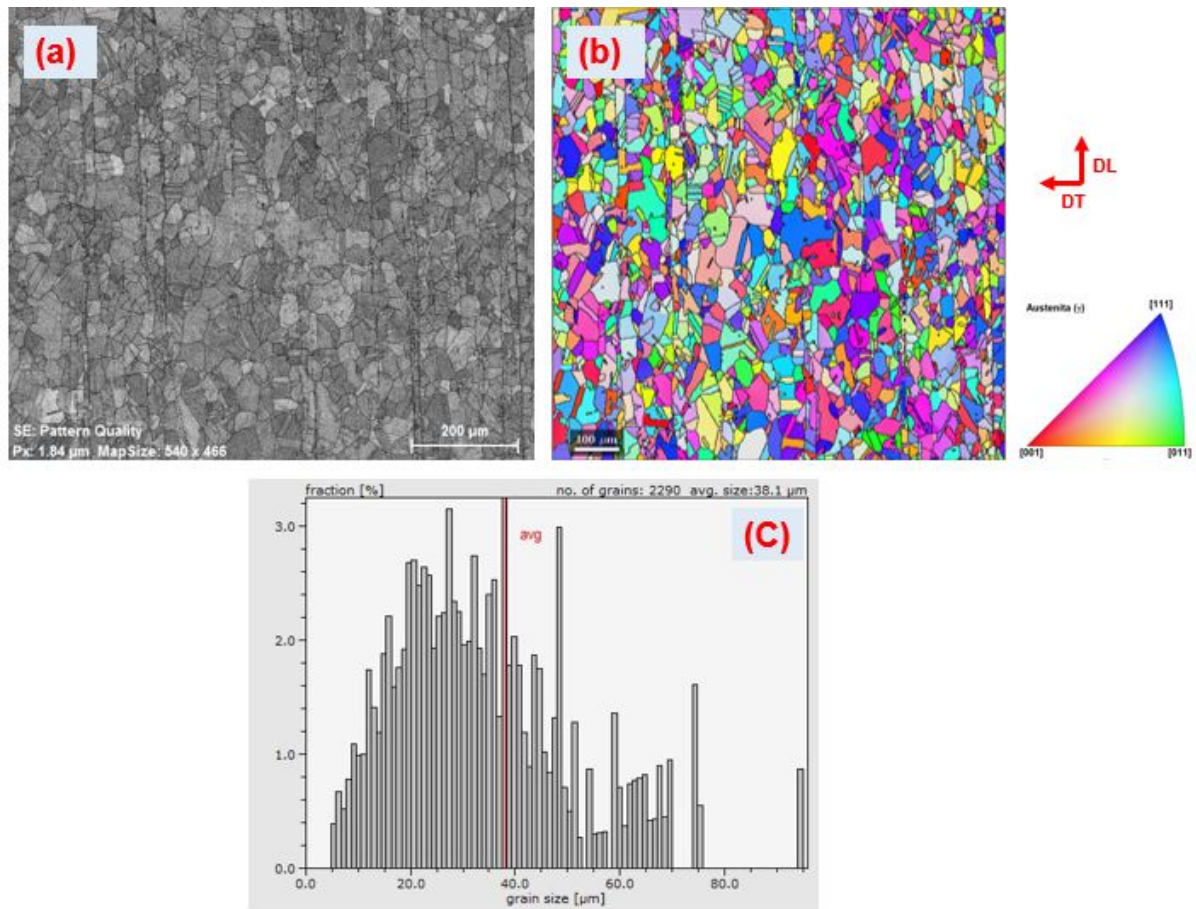 (a)
SE: Pattern Quality
Px: 1.84 µm MapSize: 540 x 466
200 µm
(b)
100 µm
DL
DT
Austenita (γ)
[111]
[001]
[011]
fraction [%]
no. of grains: 2290 avg. size:38.1 µm
(C)
avg
3.0
2.0
1.0
0.0
0.0 20.0 40.0 60.0 80.0
grain size [µm]